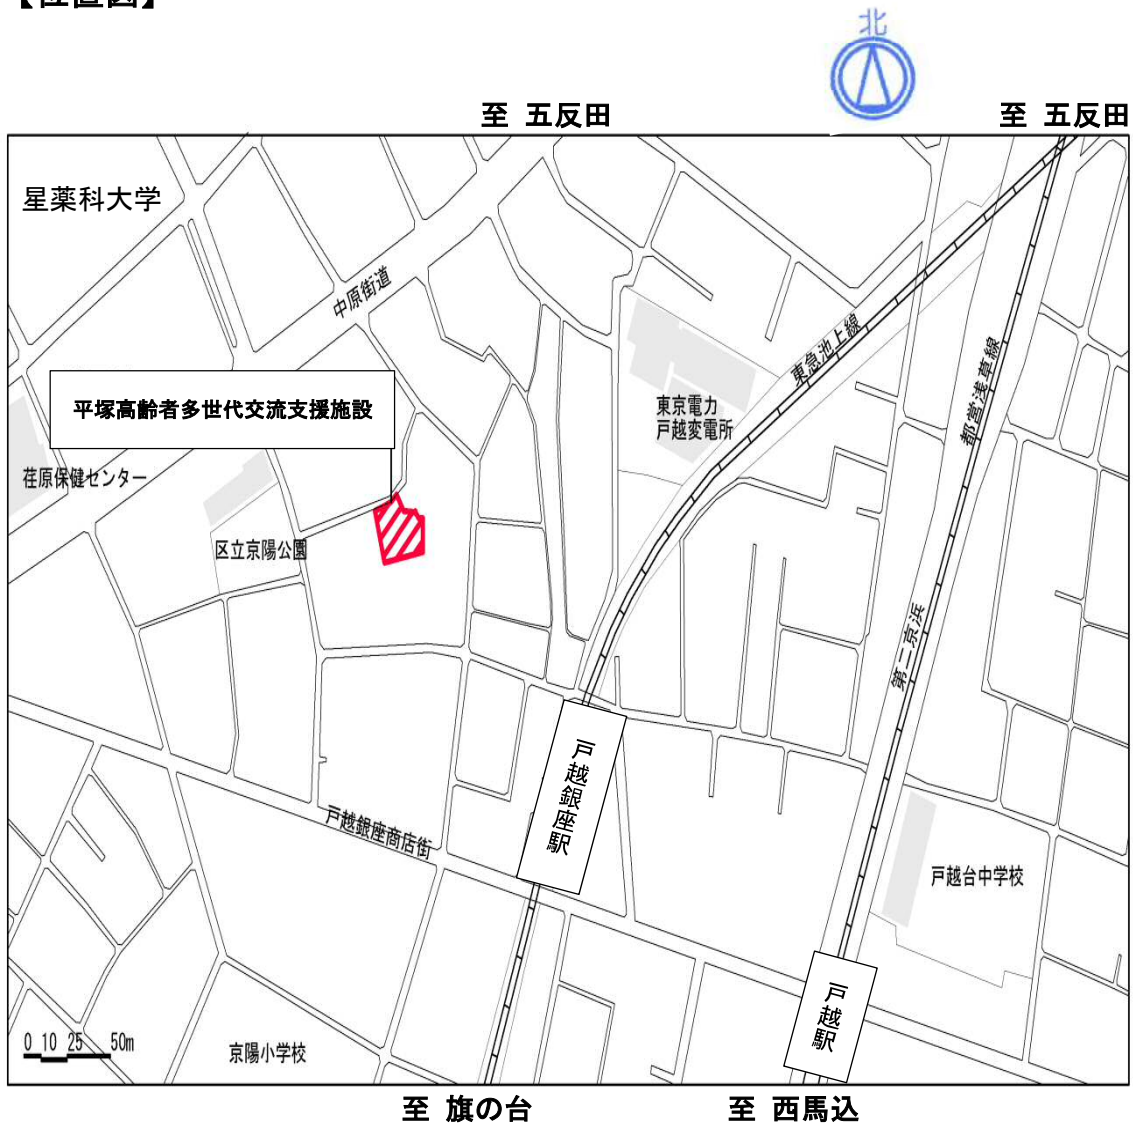 【位置図】
北
至 五反田
至 五反田
星薬科大学
中原街道
東急池上線
都営浅草線
平塚高齢者多世代交流支援施設
東京電力
戸越変電所
荏原保健センター
区立京陽公園
第二京浜
戸越銀座駅
戸越銀座商店街
戸越台中学校
戸越駅
0 10 25 50m
京陽小学校
至 旗の台
至 西馬込